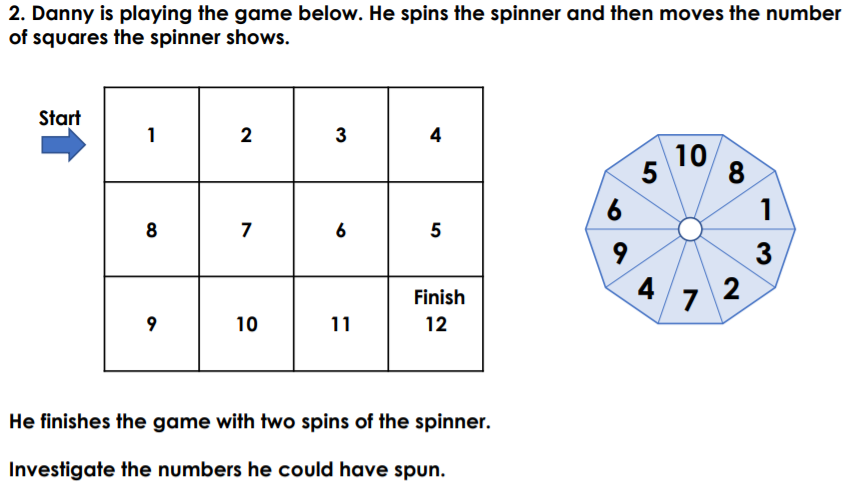 2. Danny is playing the game below. He spins the spinner and then moves the number
of squares the spinner shows.
Start
1 2 3 4
8 7 6 5
9 10 11 Finish 12
10
5 8
6 1
9 3
4 7 2
He finishes the game with two spins of the spinner.
Investigate the numbers he could have spun.